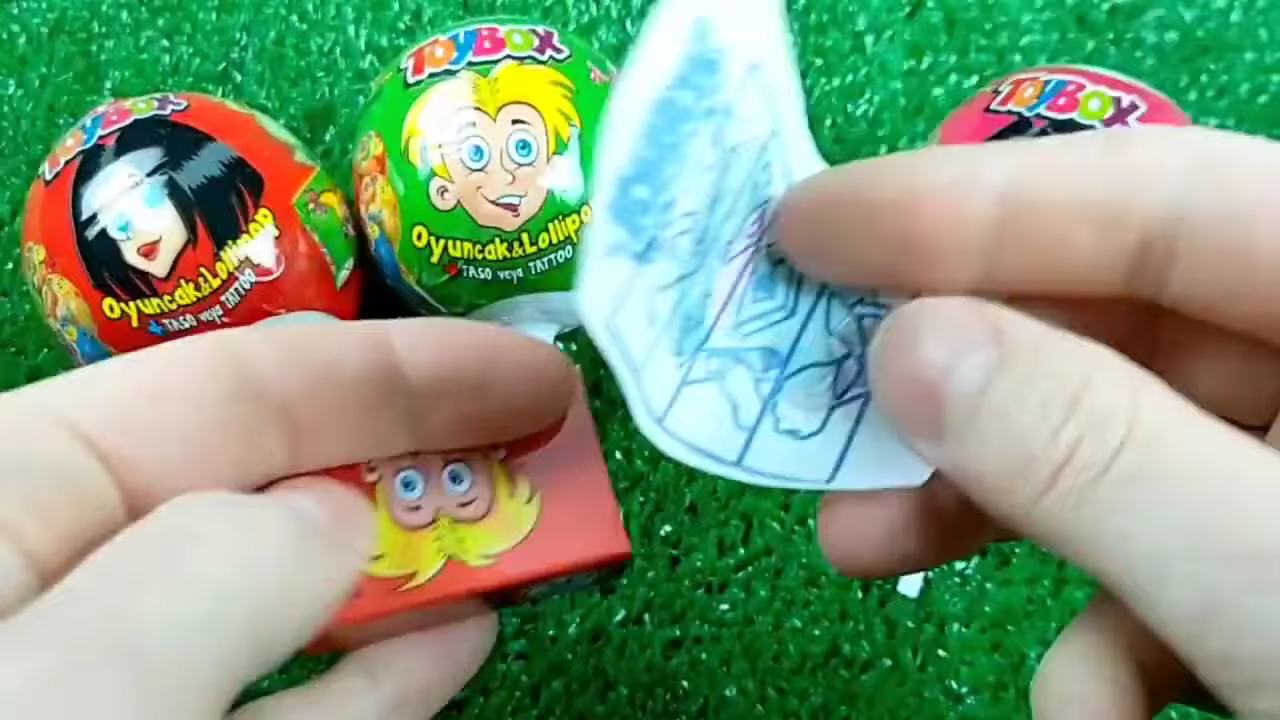 TOYBOX
Oyuncak&Lollipop
+ TASO veya TATTOO
TOYBOX
Oyuncak&Lollipo
+ TASO veya TATTOO
TOYBOX